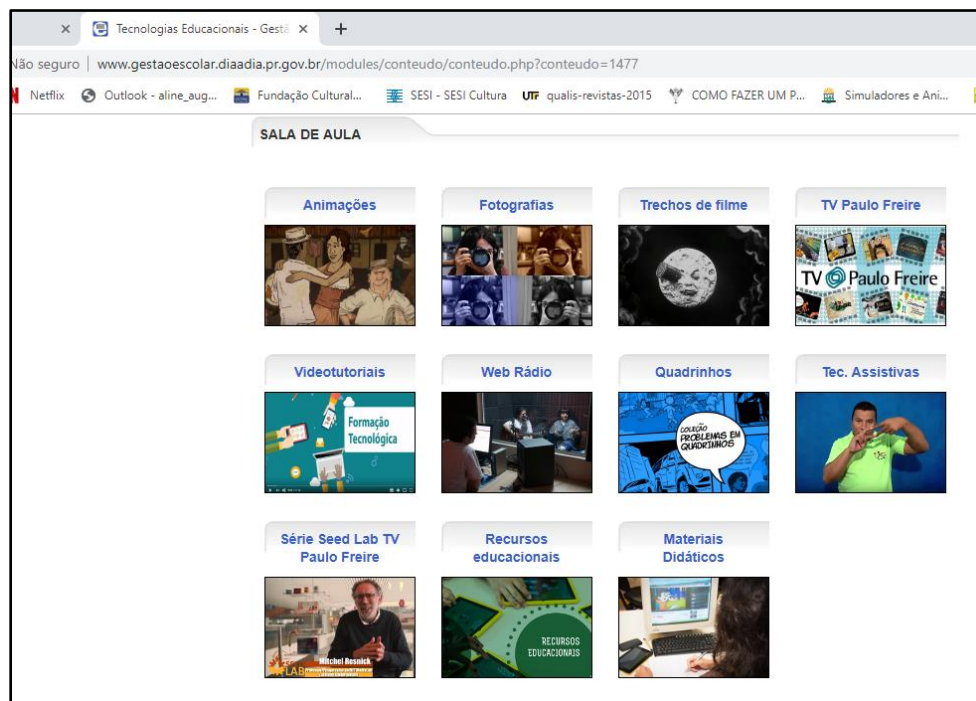 Tecnologias Educacionais - Gestã
Não seguro | www.gestaoescolar.diaadia.pr.gov.br/modules/conteudo/conteudo.php?conteudo=1477
Netflix Outlook - aline_aug... Fundação Cultural... SESI - SESI Cultura UTF qualis-revistas-2015 COMO FAZER UM P... Simuladores e Ani...
SALA DE AULA
Animações Fotografias Trechos de filme TV Paulo Freire
TV Paulo Freire
Videotutoriais Web Rádio Quadrinhos Tec. Assistivas
Formação
Tecnológica
COLEÇÃO
PROBLEMAS EM
QUADRINHOS
Série Seed Lab TV
Paulo Freire
Recursos
educacionais
Materiais
Didáticos
Mitchel Resnick
LAB
RECURSOS
EDUCACIONAIS